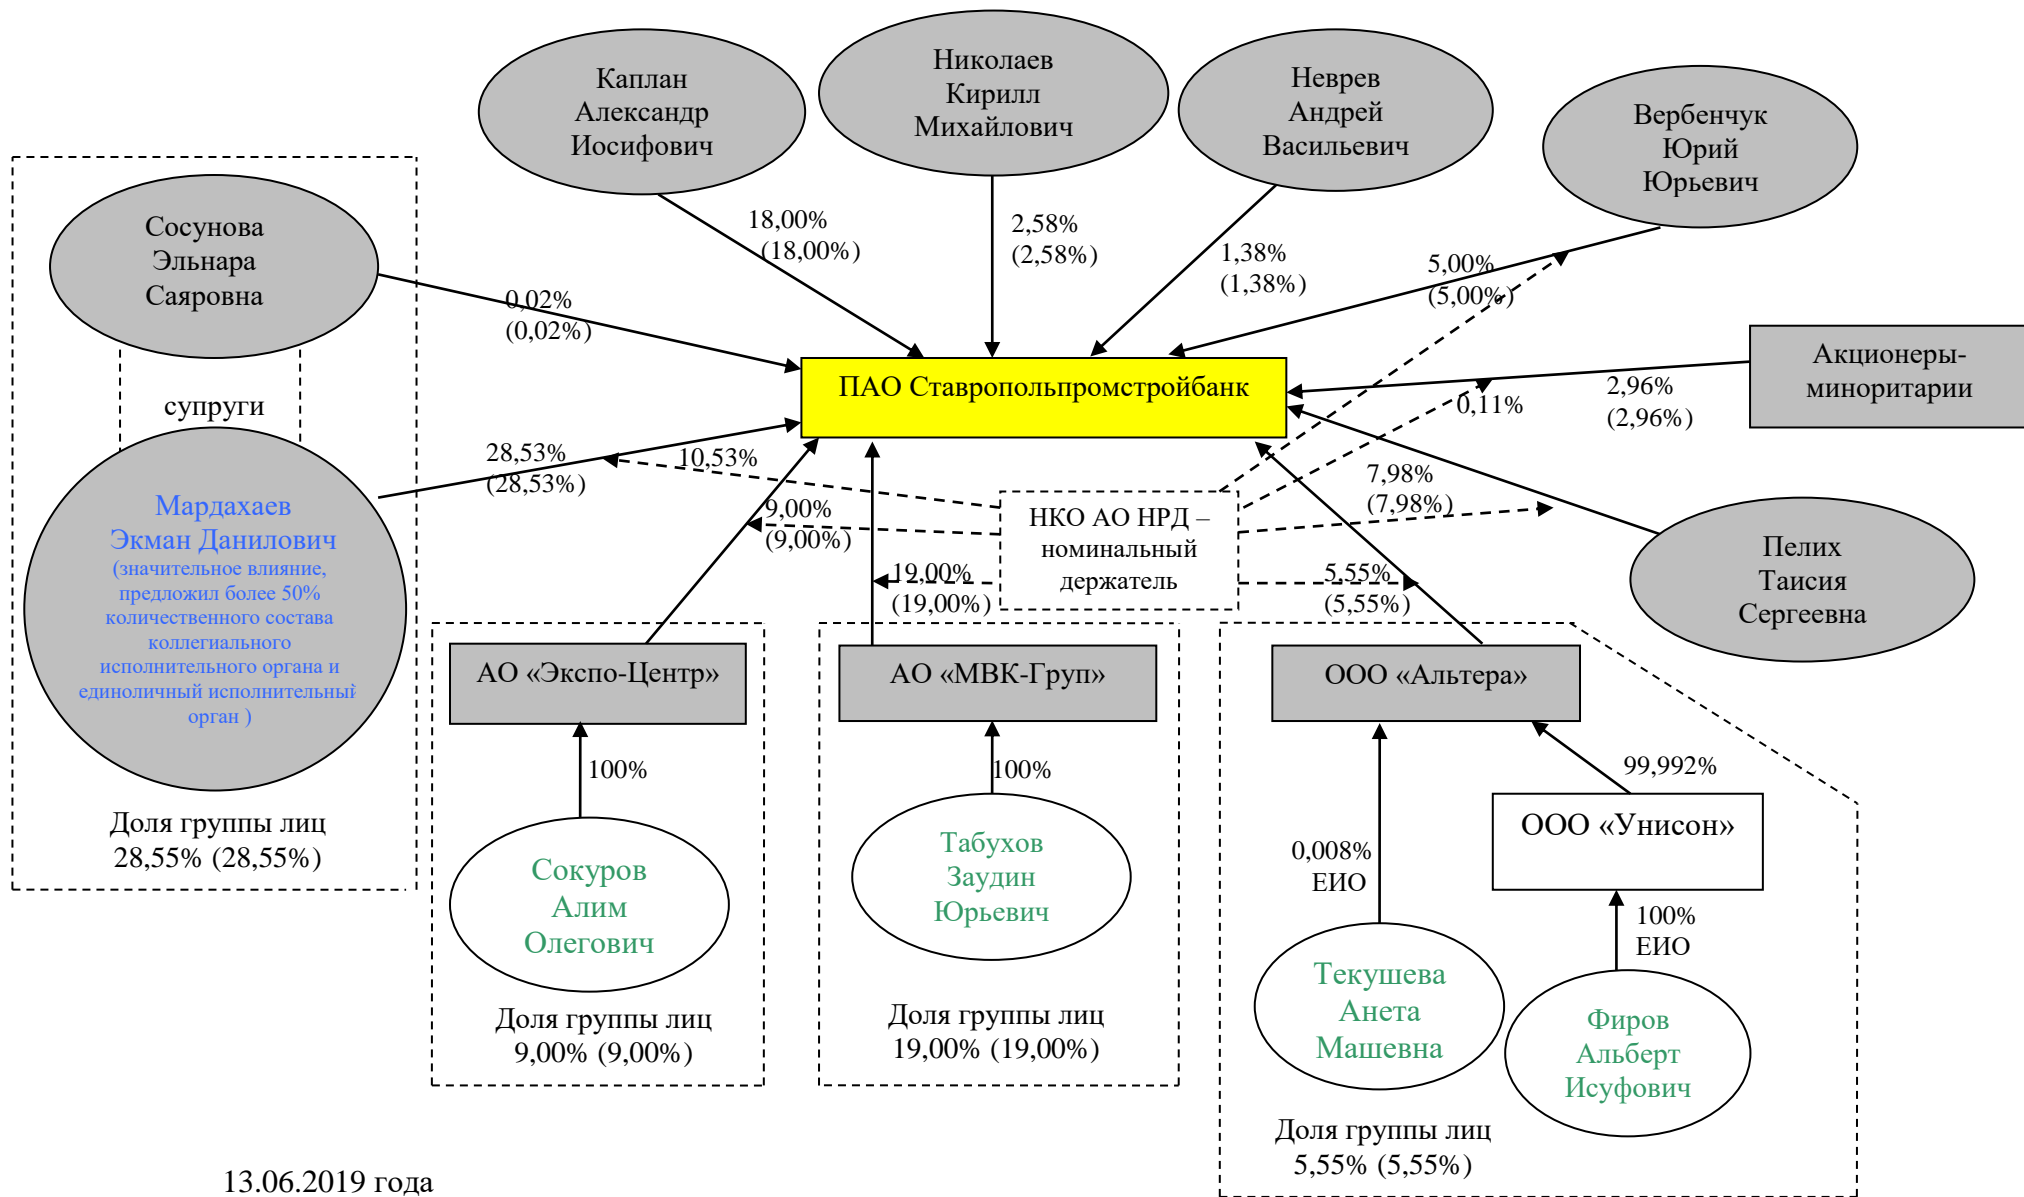 Каплан
Александр
Иосифович
Николаев
Кирилл
Михайлович
Неврев
Андрей
Васильевич
Вербенчук
Юрий
Юрьевич
Сосунова
Эльнара
Саяровна
18,00%
(18,00%)
2,58%
(2,58%)
1,38%
(1,38%)
5,00%
(5,00%)
0,02%
(0,02%)
супруги
ПАО Ставропольпромстройбанк
Акционеры-
миноритарии
2,96%
(2,96%)
0,11%
28,53%
(28,53%)
10,53%
7,98%
(7,98%)
9,00%
(9,00%)
НКО АО НРД –
номинальный
держатель
19,00%
(19,00%)
5,55%
(5,55%)
Мардахаев
Экман Данилович
(значительное влияние,
предложил более 50%
количественного состава
коллегиального
исполнительного органа и
единоличный исполнительный
орган )
Доля группы лиц
28,55% (28,55%)
Пелих
Таисия
Сергеевна
АО «Экспо-Центр»
100%
Сокуров
Алим
Олегович
Доля группы лиц
9,00% (9,00%)
АО «МВК-Груп»
100%
Табухов
Заудин
Юрьевич
Доля группы лиц
19,00% (19,00%)
ООО «Альтера»
99,992%
ООО «Унисон»
0,008%
ЕИО
100%
ЕИО
Текушева
Анета
Машевна
Фиров
Альберт
Исуфович
Доля группы лиц
5,55% (5,55%)
13.06.2019 года